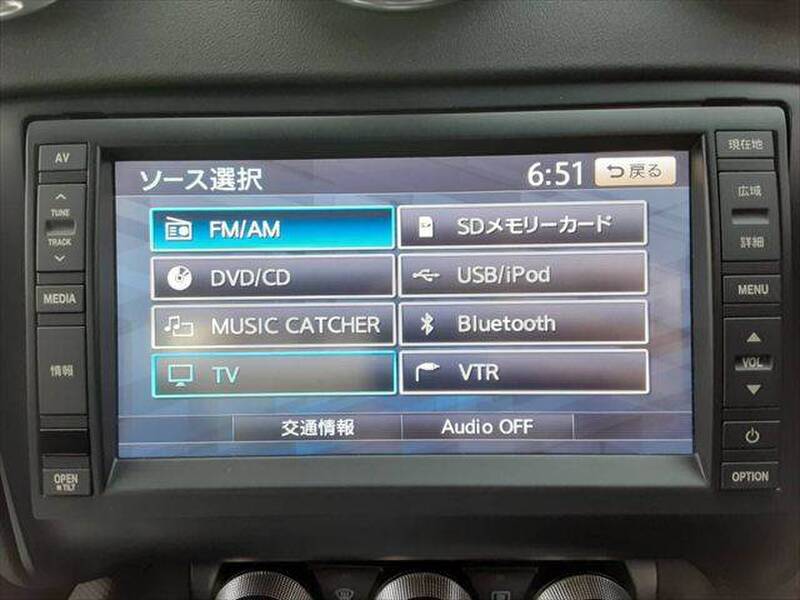 AV
TUNE
TRACK
MEDIA
情報
OPEN
TILT
ソース選択
6:51
戻る
FM/AM
SDメモリーカード
DVD/CD
USB/iPod
MUSIC CATCHER
Bluetooth
TV
VTR
交通情報
Audio OFF
現在地
広域
詳細
MENU
VOL
OPTION